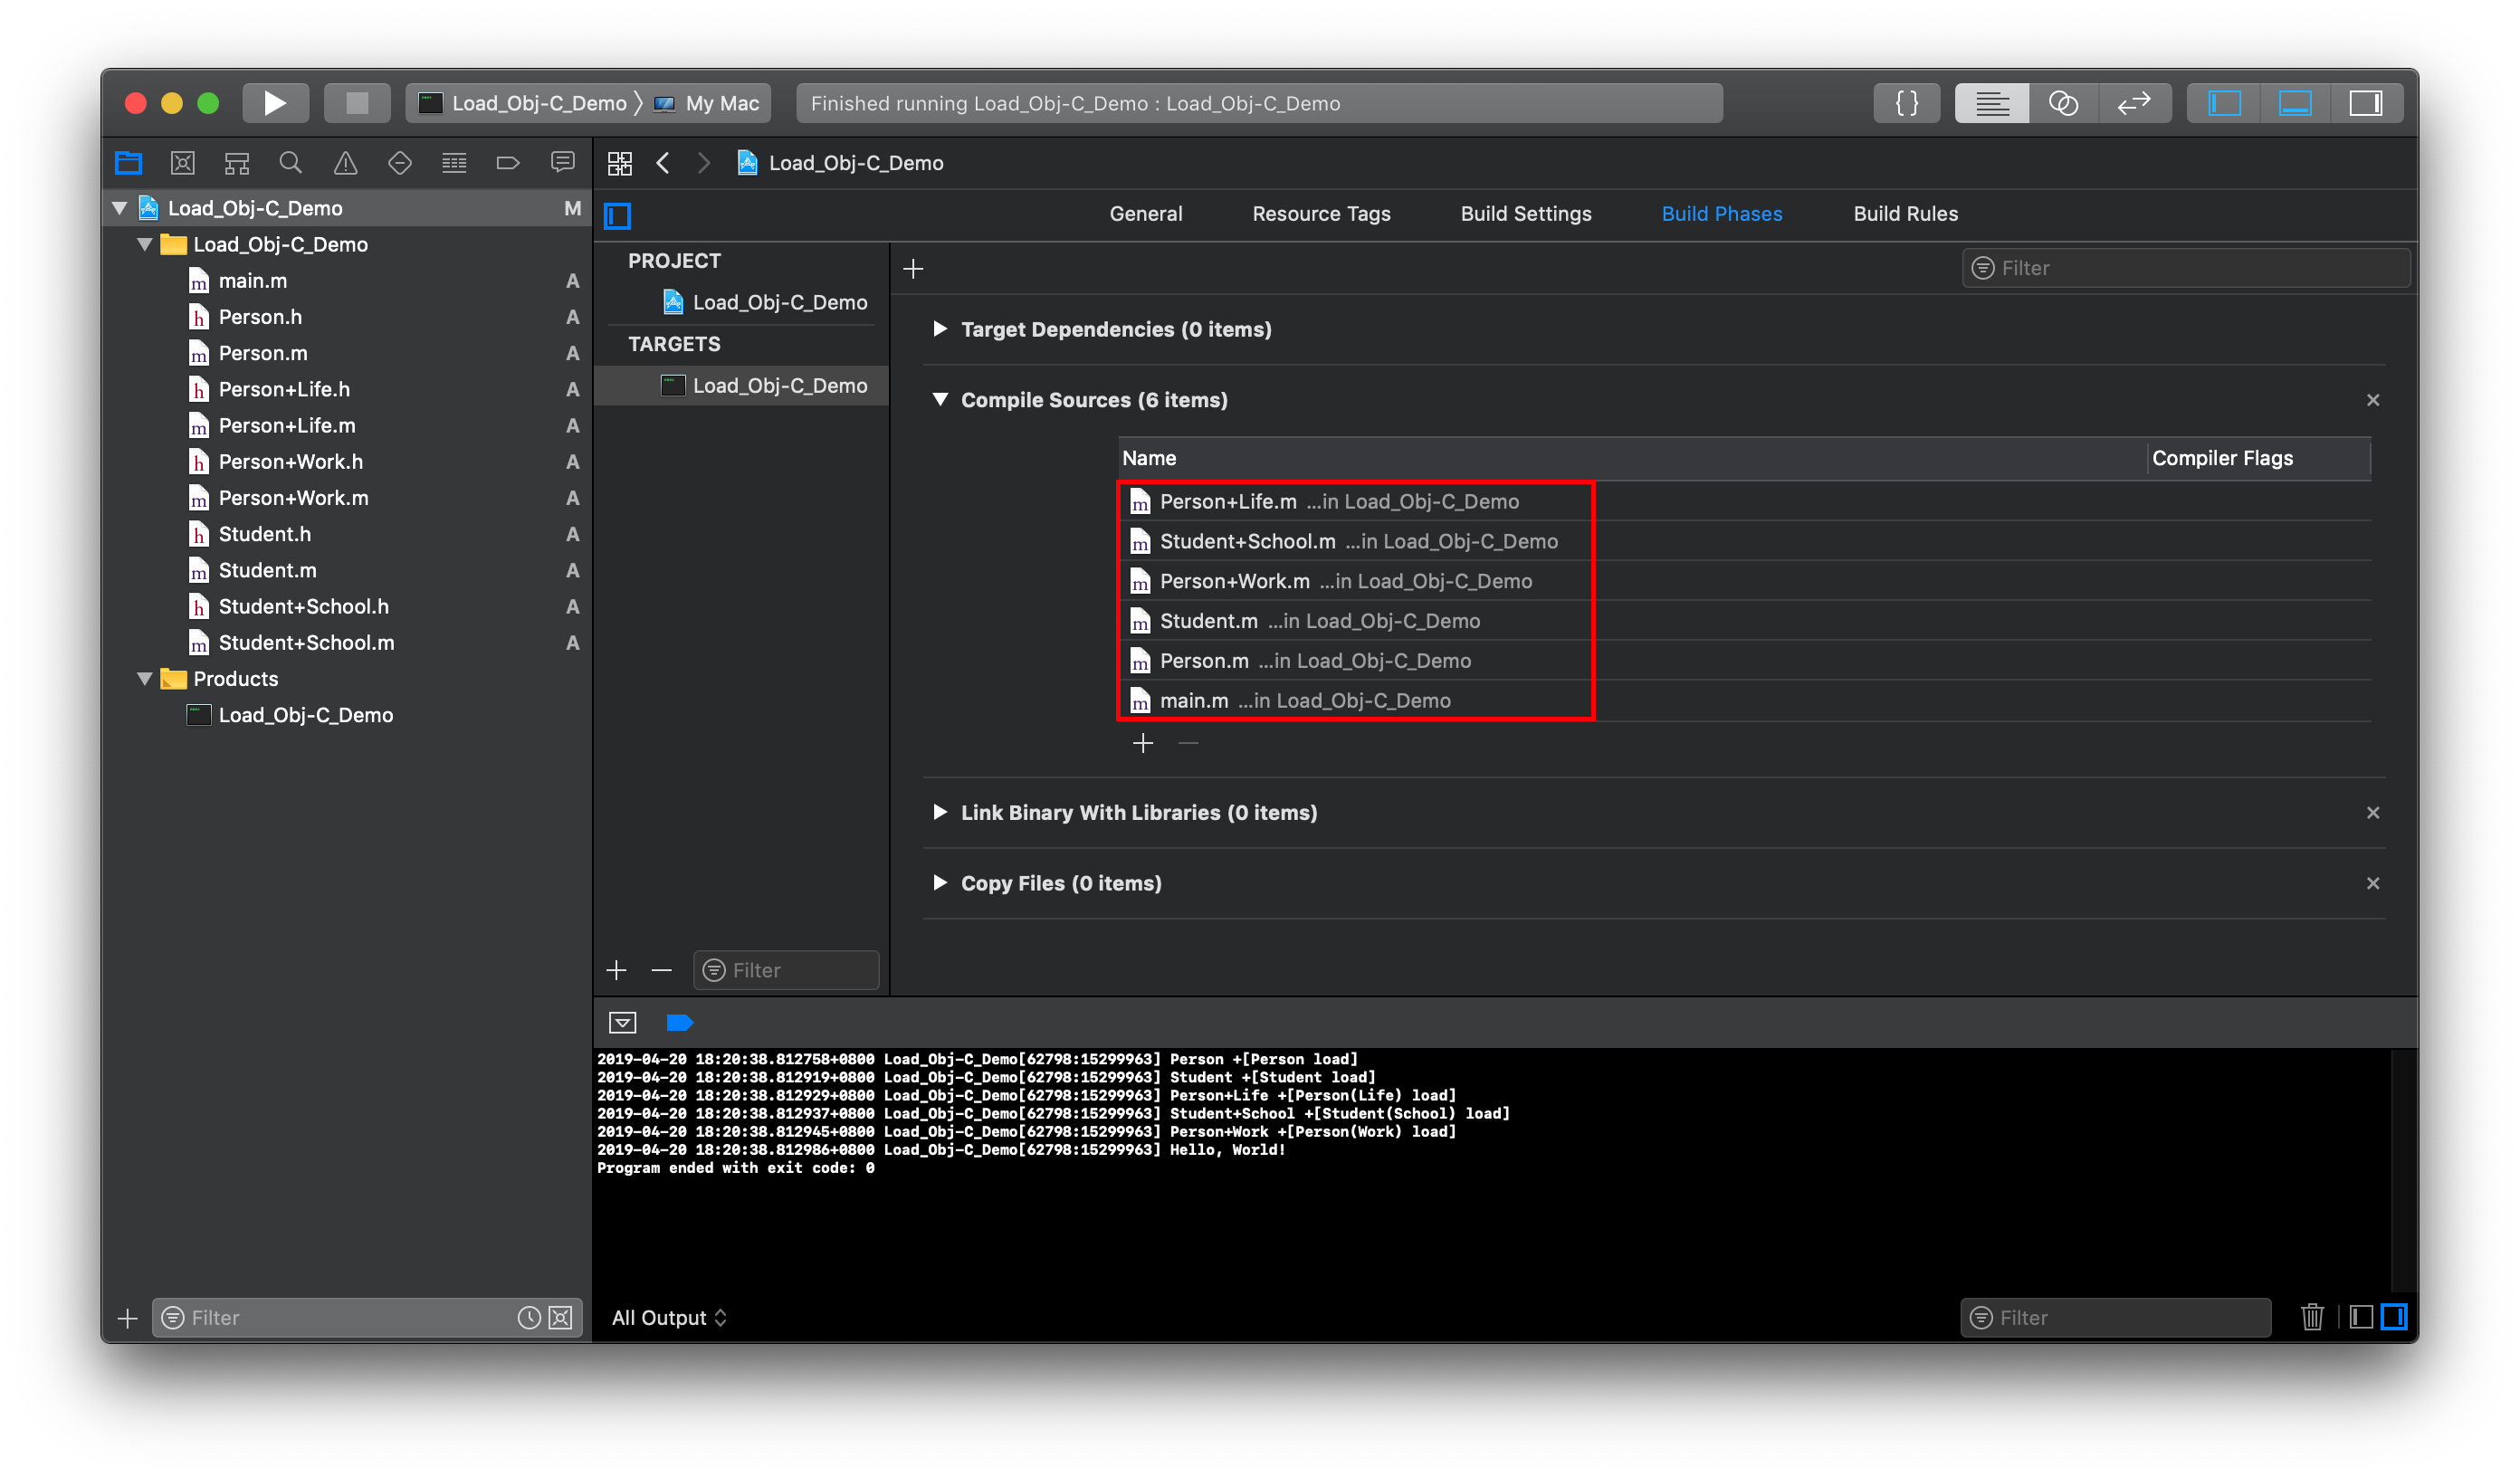 Load_Obj-C_Demo 〉 My Mac
Finished running Load_Obj-C_Demo : Load_Obj-C_Demo
{ }
Load_Obj-C_Demo M
Load_Obj-C_Demo
m main.m A
h Person.h A
m Person.m A
h Person+Life.h A
m Person+Life.m A
h Person+Work.h A
m Person+Work.m A
h Student.h A
m Student.m A
h Student+School.h A
m Student+School.m A
Products
Load_Obj-C_Demo
Filter
Load_Obj-C_Demo
General Resource Tags Build Settings Build Phases Build Rules
PROJECT
Load_Obj-C_Demo
TARGETS
Load_Obj-C_Demo
Filter
Filter
Target Dependencies (0 items)
Compile Sources (6 items)
Name Compiler Flags
m Person+Life.m ...in Load_Obj-C_Demo
m Student+School.m ...in Load_Obj-C_Demo
m Person+Work.m ...in Load_Obj-C_Demo
m Student.m ...in Load_Obj-C_Demo
m Person.m ...in Load_Obj-C_Demo
m main.m ...in Load_Obj-C_Demo
Link Binary With Libraries (0 items)
Copy Files (0 items)
2019-04-20 18:20:38.812758+0800 Load_Obj-C_Demo[62798:15299963] Person +[Person load]
2019-04-20 18:20:38.812919+0800 Load_Obj-C_Demo[62798:15299963] Student +[Student load]
2019-04-20 18:20:38.812929+0800 Load_Obj-C_Demo[62798:15299963] Person+Life +[Person(Life) load]
2019-04-20 18:20:38.812937+0800 Load_Obj-C_Demo[62798:15299963] Student+School +[Student(School) load]
2019-04-20 18:20:38.812945+0800 Load_Obj-C_Demo[62798:15299963] Person+Work +[Person(Work) load]
2019-04-20 18:20:38.812986+0800 Load_Obj-C_Demo[62798:15299963] Hello, World!
Program ended with exit code: 0
All Output
Filter